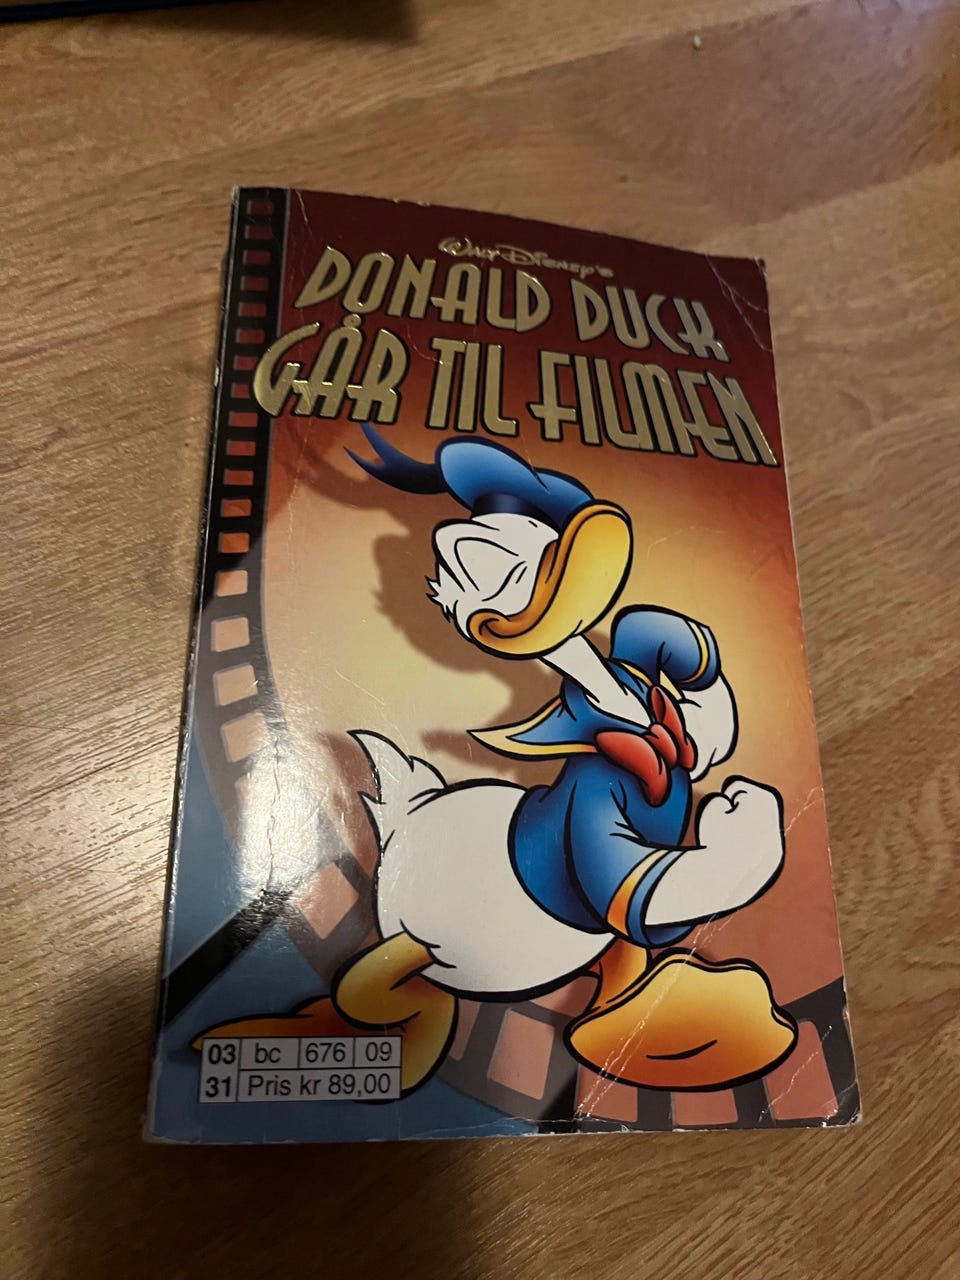 Walt Disney's
DONALD DUCK
GÅR TIL FILMEN
03 bc 676 09
31 Pris kr 89,00